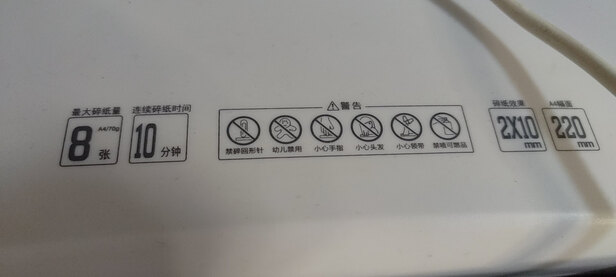 最大碎纸量
8 A4/70g 张
连续碎纸时间
10 分钟
⚠警告
禁碎回形针 幼儿禁用 小心手指 小心头发 小心领带 禁喷可燃品
碎纸效果
2X10 mm
A4幅面
220 mm